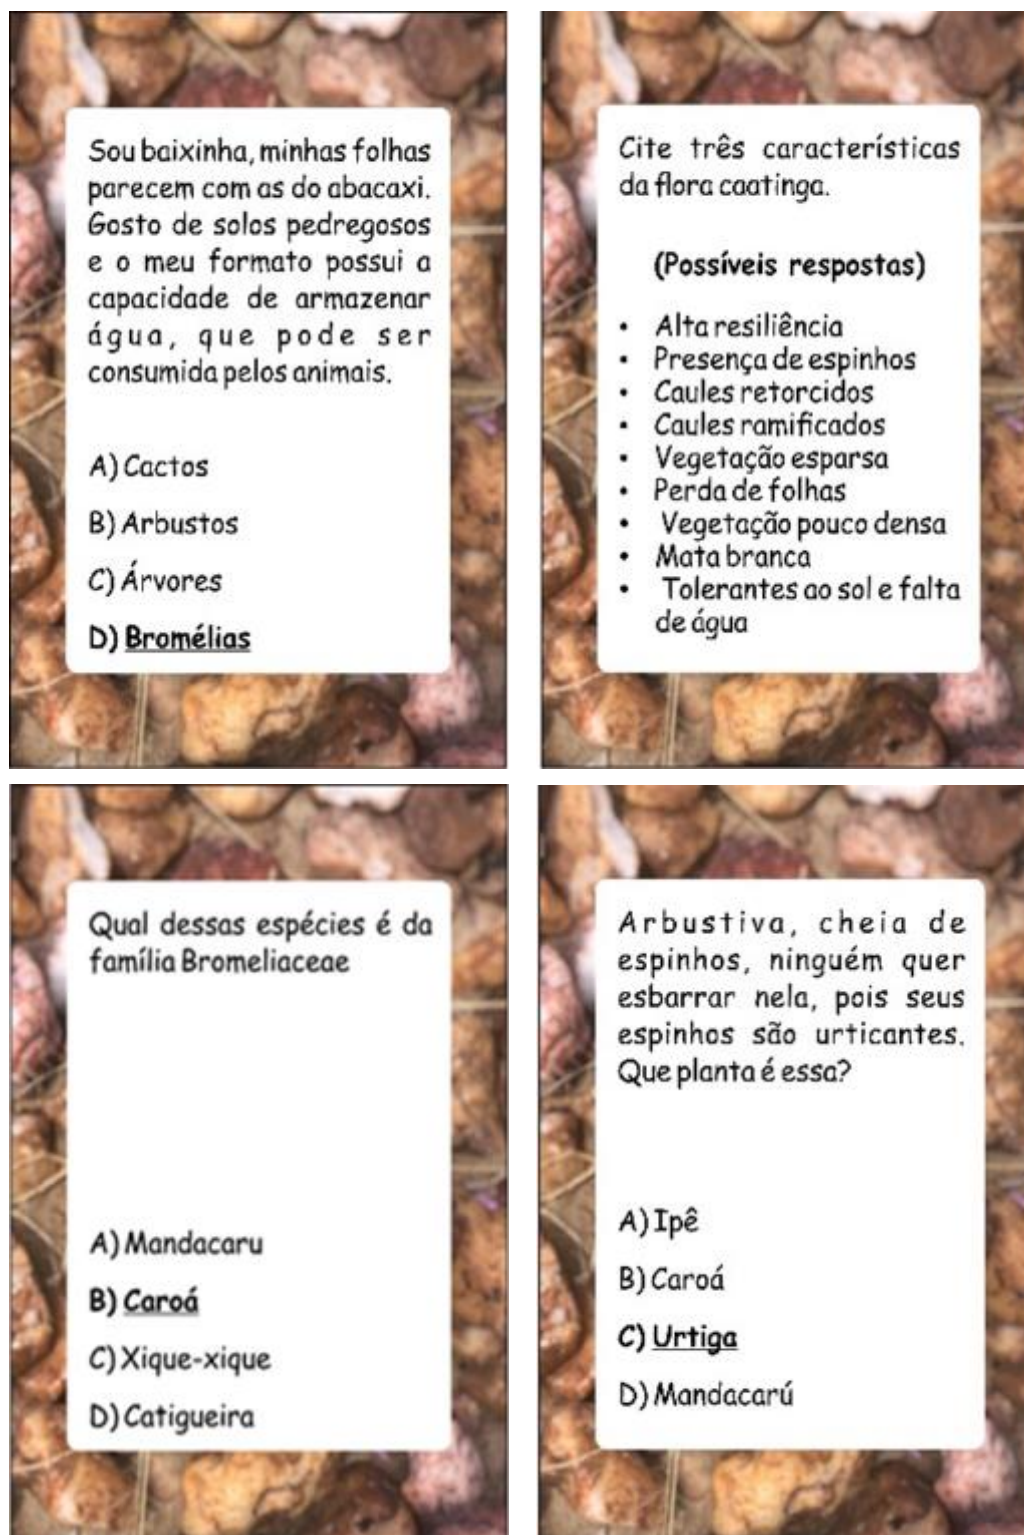 Sou baixinha, minhas folhas
parecem com as do abacaxi.
Gosto de solos pedregosos
e o meu formato possui a
capacidade de armazenar
água, que pode ser
consumida pelos animais.
A) Cactos
B) Arbustos
C) Árvores
D) Bromélias
Cite três características
da flora caatinga.
(Possíveis respostas)
• Alta resiliência
• Presença de espinhos
• Caules retorcidos
• Caules ramificados
• Vegetação esparsa
• Perda de folhas
• Vegetação pouco densa
• Mata branca
• Tolerantes ao sol e falta
de água
Qual dessas espécies é da
família Bromeliaceae
A) Mandacaru
B) Caroá
C) Xique-xique
D) Catigueira
Arbustiva, cheia de
espinhos, ninguém quer
esbarrar nela, pois seus
espinhos são urticantes.
Que planta é essa?
A) Ipê
B) Caroá
C) Urtiga
D) Mandacarú